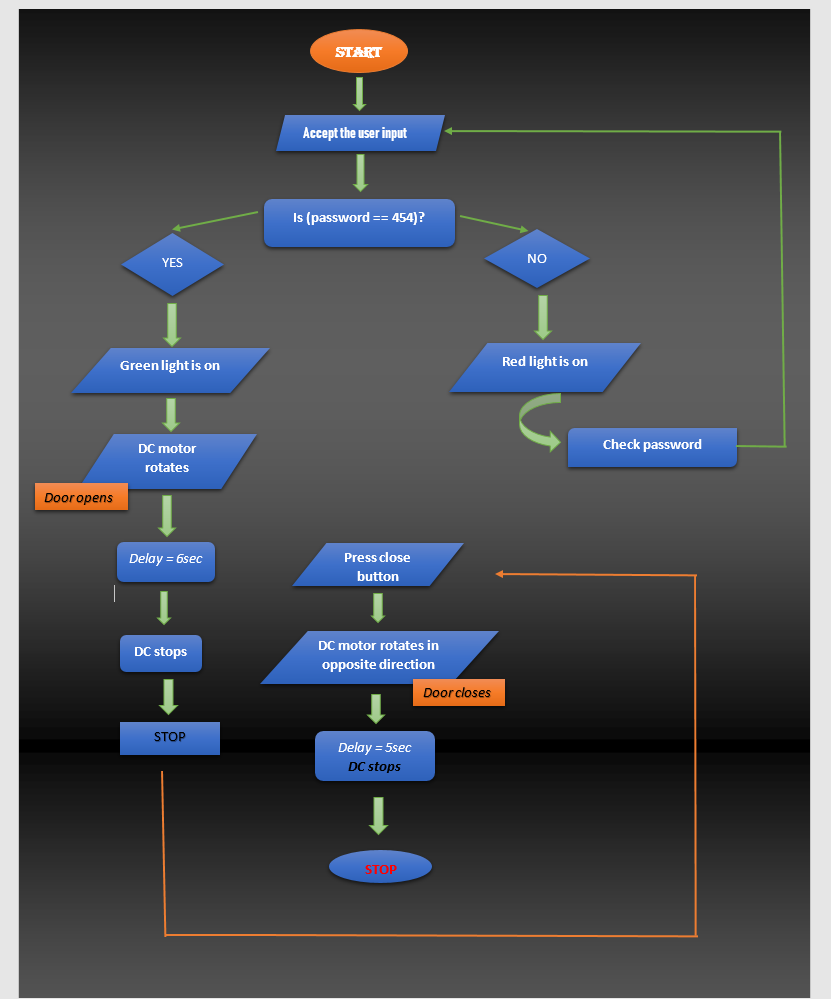 START
Accept the user input
Is (password == 454)?
YES
NO
Green light is on
Red light is on
DC motor
rotates
Check password
Door opens
Delay = 6sec
Press close
button
DC stops
DC motor rotates in
opposite direction
Door closes
STOP
Delay = 5sec
DC stops
STOP